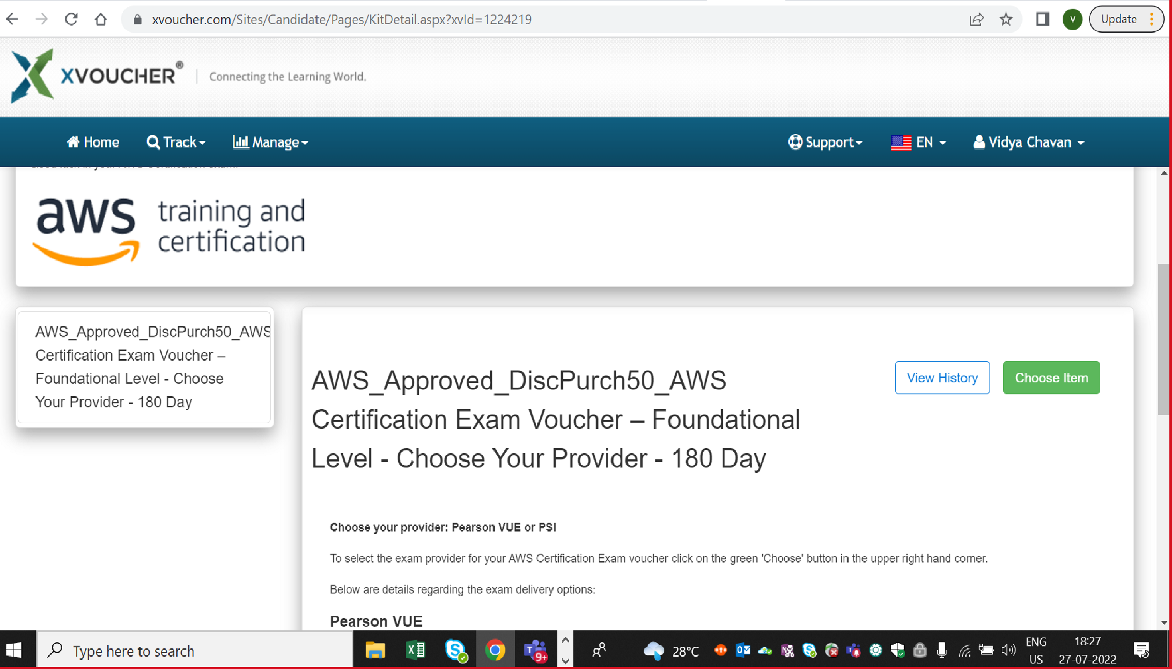 xvoucher.com/Sites/Candidate/Pages/KitDetail.aspx?xvId=1224219
V
Update
XVOUCHER®
Connecting the Learning World.
Home
Track
Manage
Support
EN
Vidya Chavan
aws training and
certification
AWS_Approved_DiscPurch50_AWS
Certification Exam Voucher –
Foundational Level - Choose
Your Provider - 180 Day
AWS_Approved_DiscPurch50_AWS
Certification Exam Voucher – Foundational
Level - Choose Your Provider - 180 Day
View History
Choose Item
Choose your provider: Pearson VUE or PSI
To select the exam provider for your AWS Certification Exam voucher click on the green 'Choose' button in the upper right hand corner.
Below are details regarding the exam delivery options:
Pearson VUE
Type here to search
9+
28°C
ENG
US
18:27
27-07-2022